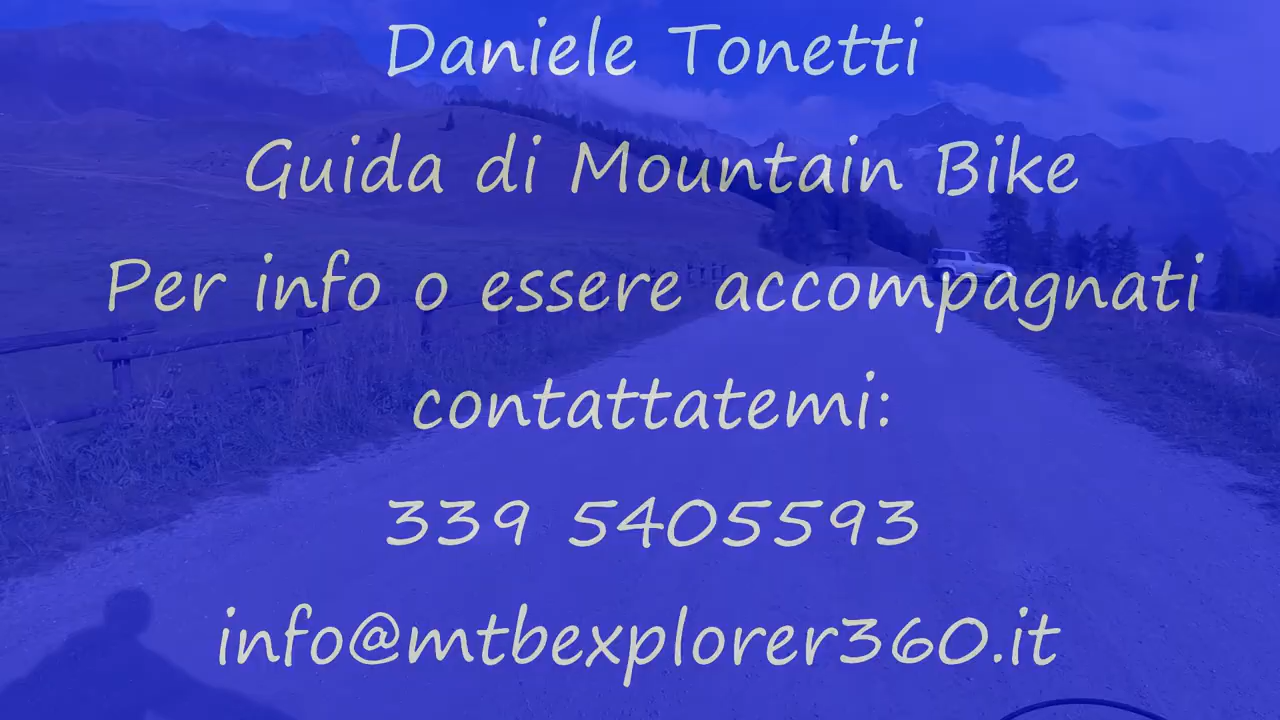 Daniele Tonetti
Guida di Mountain Bike
Per info o essere accompagnati
contattatemi:
339 5405593
info@mtbexplorer360.it